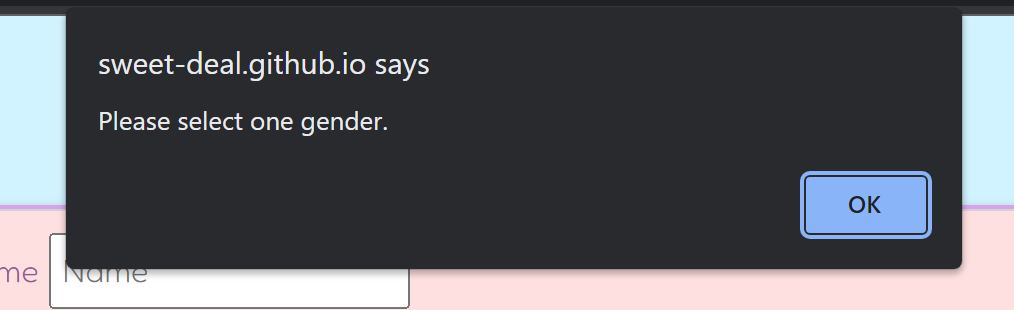 sweet-deal.github.io says
Please select one gender.
OK
me Name